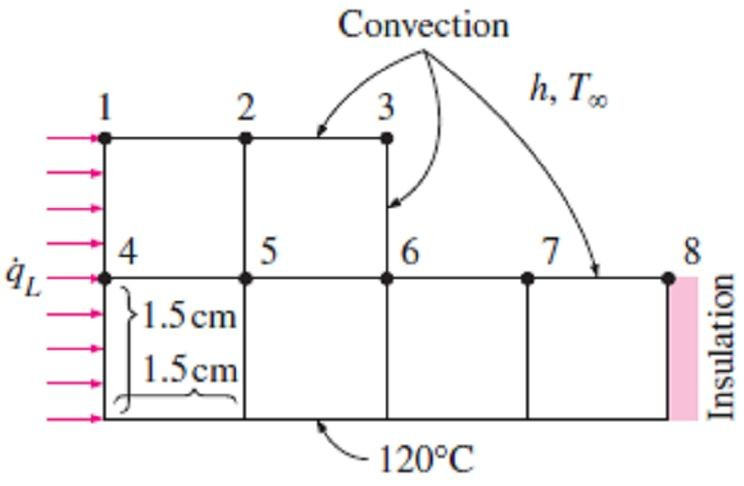 Convection
h, T∞
1 2 3
4 5 6 7 8
q̇L
1.5 cm
1.5 cm
Insulation
120°C